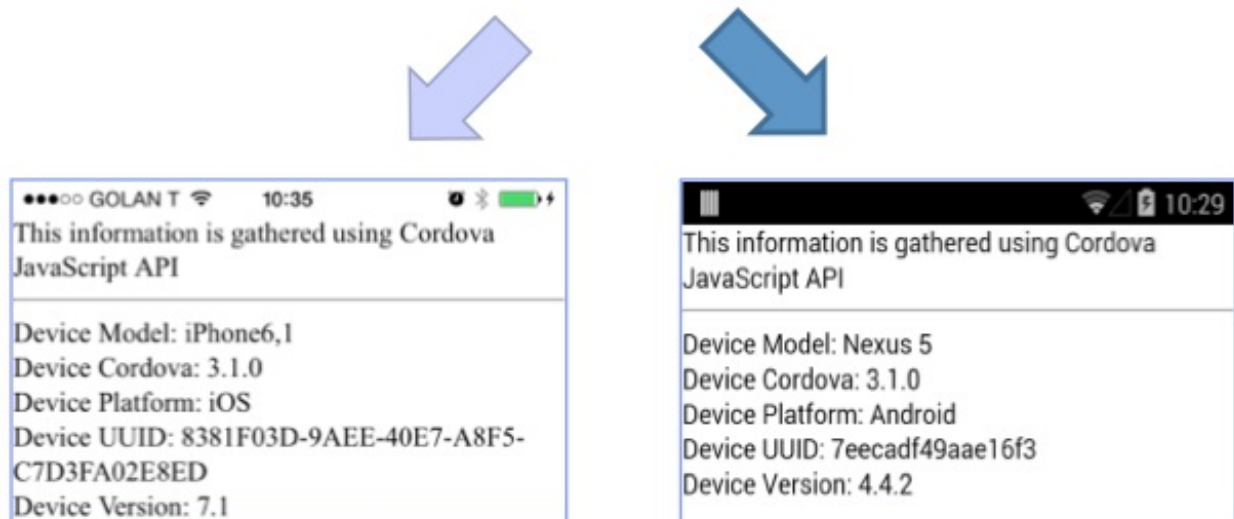 GOLAN T 10:35
This information is gathered using Cordova
JavaScript API
Device Model: iPhone6,1
Device Cordova: 3.1.0
Device Platform: iOS
Device UUID: 8381F03D-9AEE-40E7-A8F5-
C7D3FA02E8ED
Device Version: 7.1
10:29
This information is gathered using Cordova
JavaScript API
Device Model: Nexus 5
Device Cordova: 3.1.0
Device Platform: Android
Device UUID: 7eecadf49aae16f3
Device Version: 4.4.2